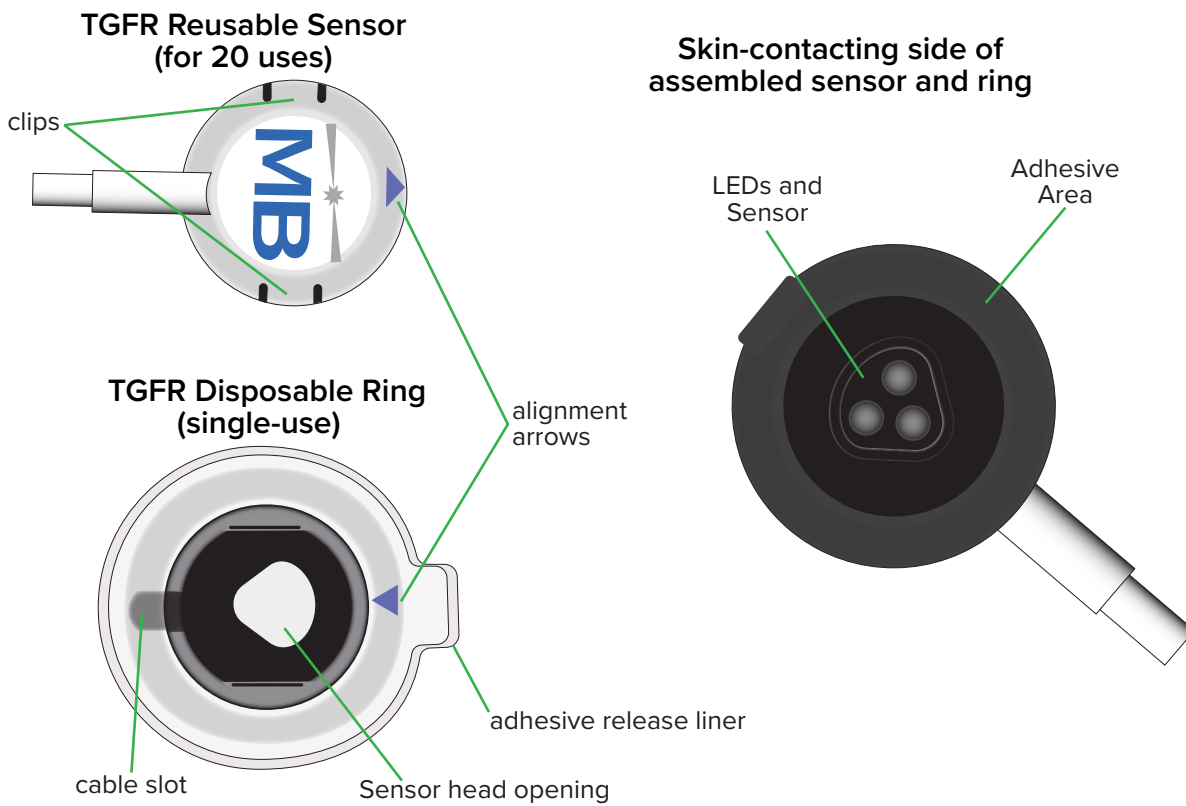 TGFR Reusable Sensor
(for 20 uses)
clips
MB
alignment
arrows
TGFR Disposable Ring
(single-use)
adhesive release liner
cable slot
Sensor head opening
Skin-contacting side of
assembled sensor and ring
LEDs and
Sensor
Adhesive
Area